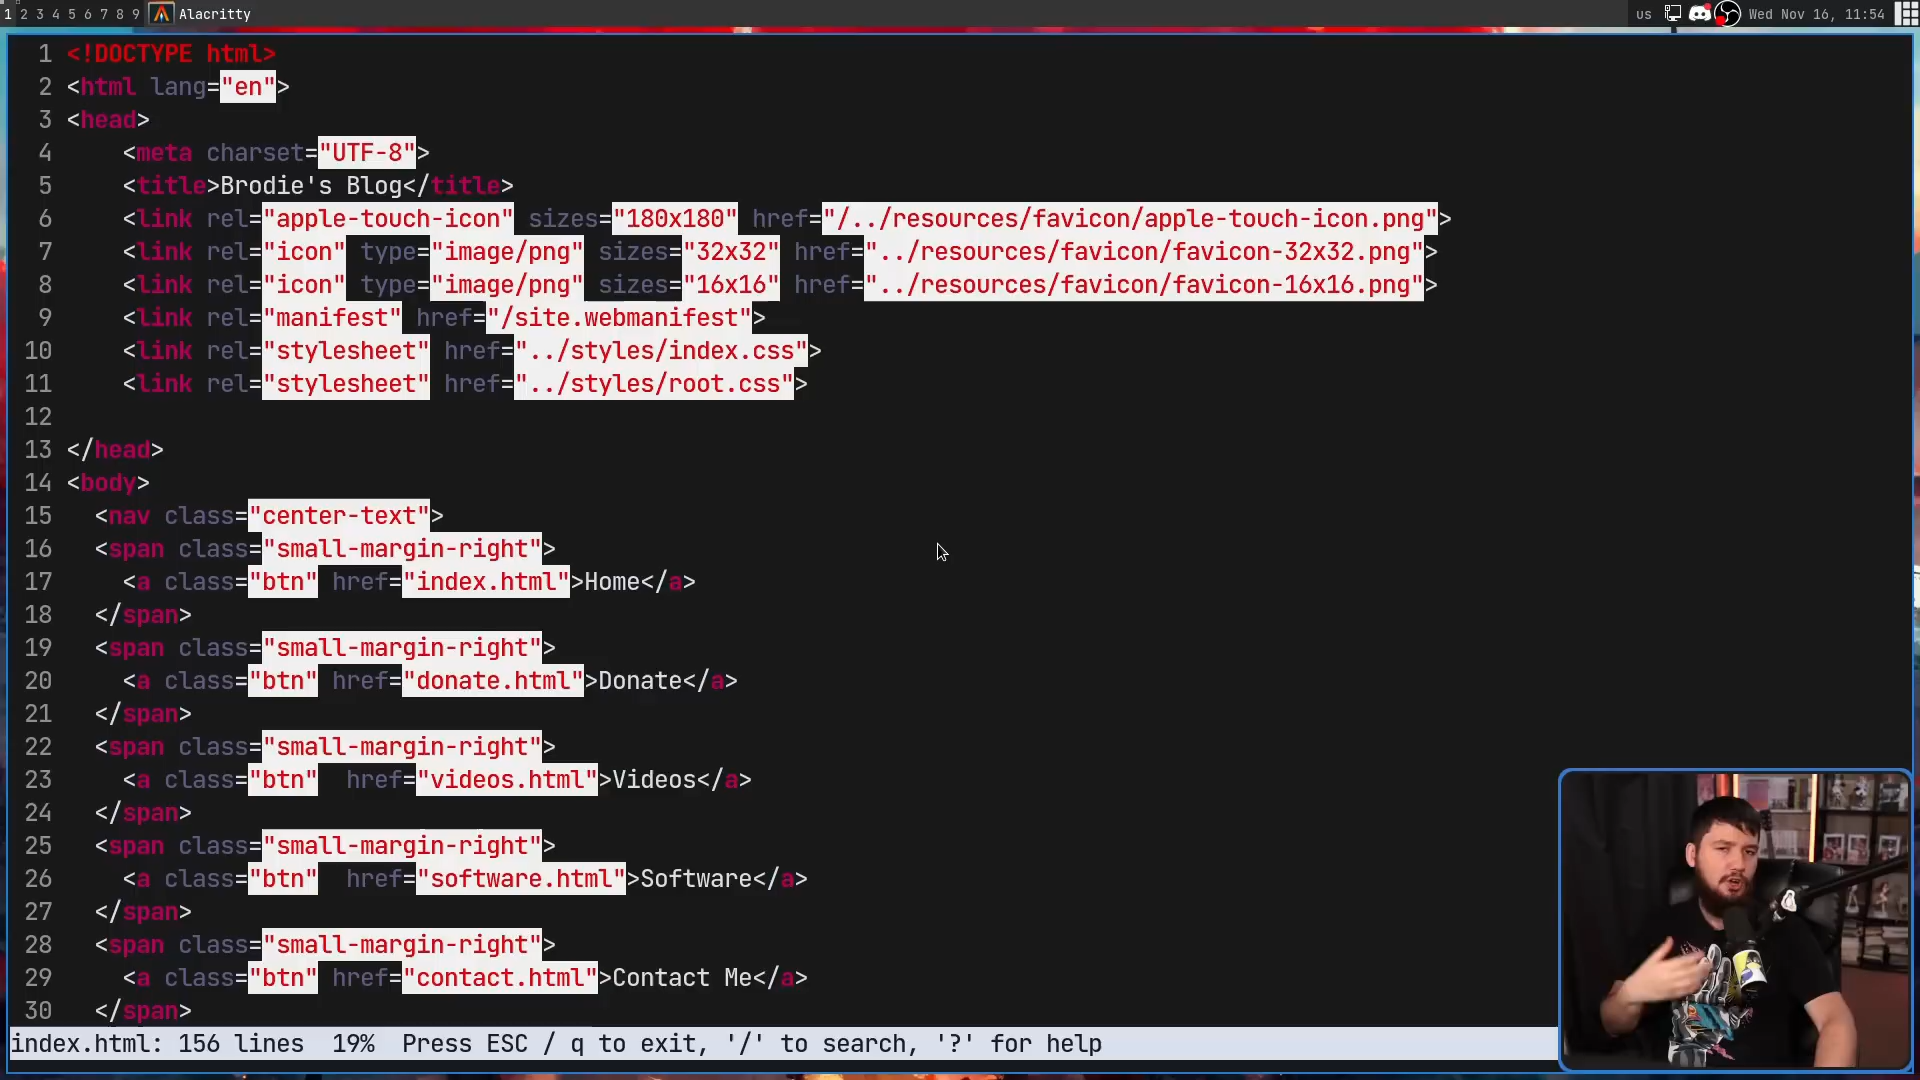 1 2 3 4 5 6 7 8 9 Alacritty us Wed Nov 16, 11:54
1 <!DOCTYPE html>
2 <html lang="en">
3 <head>
4     <meta charset="UTF-8">
5     <title>Brodie's Blog</title>
6     <link rel="apple-touch-icon" sizes="180x180" href="/../resources/favicon/apple-touch-icon.png">
7     <link rel="icon" type="image/png" sizes="32x32" href="../resources/favicon/favicon-32x32.png">
8     <link rel="icon" type="image/png" sizes="16x16" href="../resources/favicon/favicon-16x16.png">
9     <link rel="manifest" href="/site.webmanifest">
10     <link rel="stylesheet" href="../styles/index.css">
11     <link rel="stylesheet" href="../styles/root.css">
12
13 </head>
14 <body>
15   <nav class="center-text">
16   <span class="small-margin-right">
17     <a class="btn" href="index.html">Home</a>
18   </span>
19   <span class="small-margin-right">
20     <a class="btn" href="donate.html">Donate</a>
21   </span>
22   <span class="small-margin-right">
23     <a class="btn"  href="videos.html">Videos</a>
24   </span>
25   <span class="small-margin-right">
26     <a class="btn"  href="software.html">Software</a>
27   </span>
28   <span class="small-margin-right">
29     <a class="btn" href="contact.html">Contact Me</a>
30   </span>
index.html: 156 lines  19%  Press ESC / q to exit, '/' to search, '?' for help